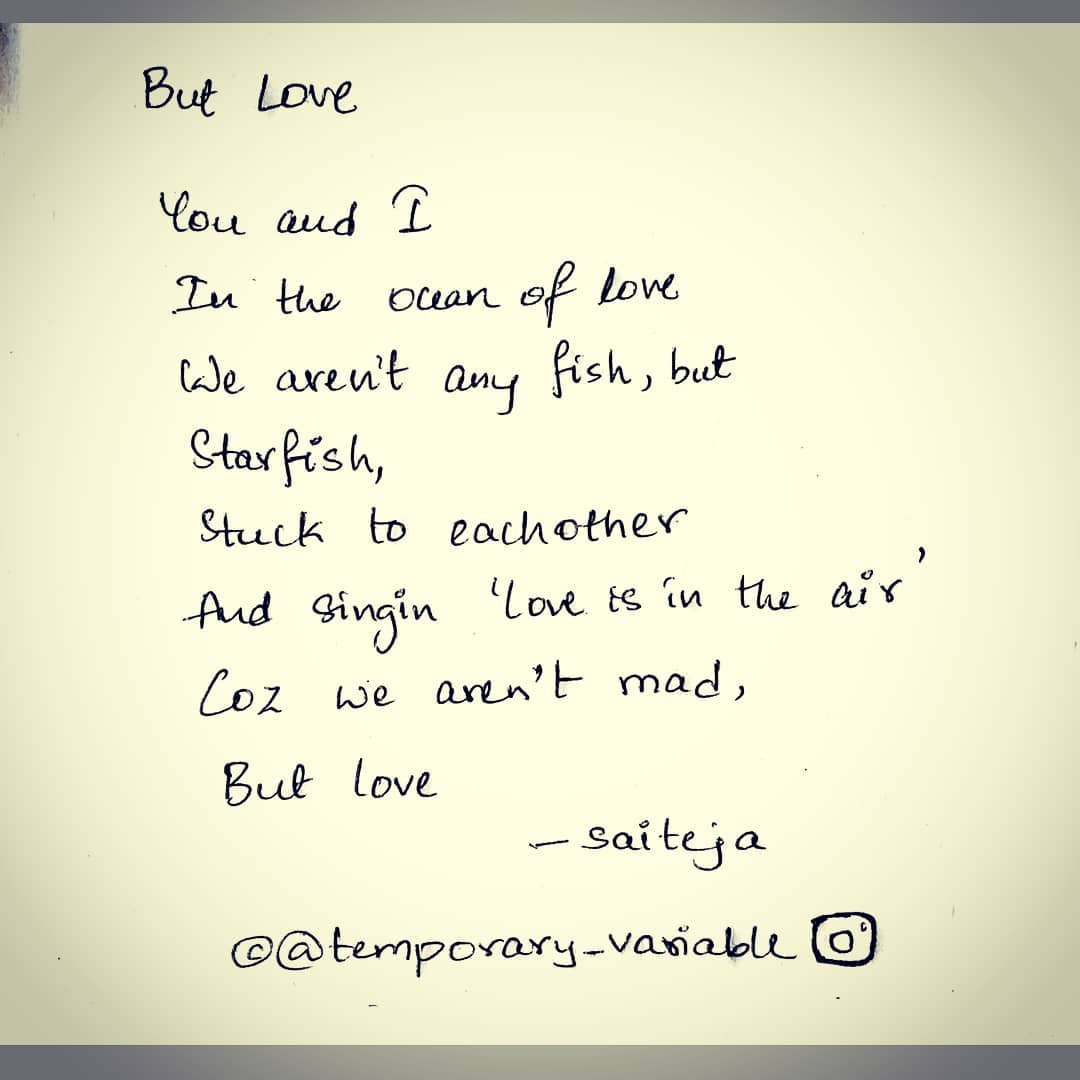 But Love
You and I
In the ocean of love
We aren't any fish, but
Starfish,
Stuck to eachother
And singin 'Love is in the air'
Coz we aren't mad,
But love
- saiteja
©@temporary_variable